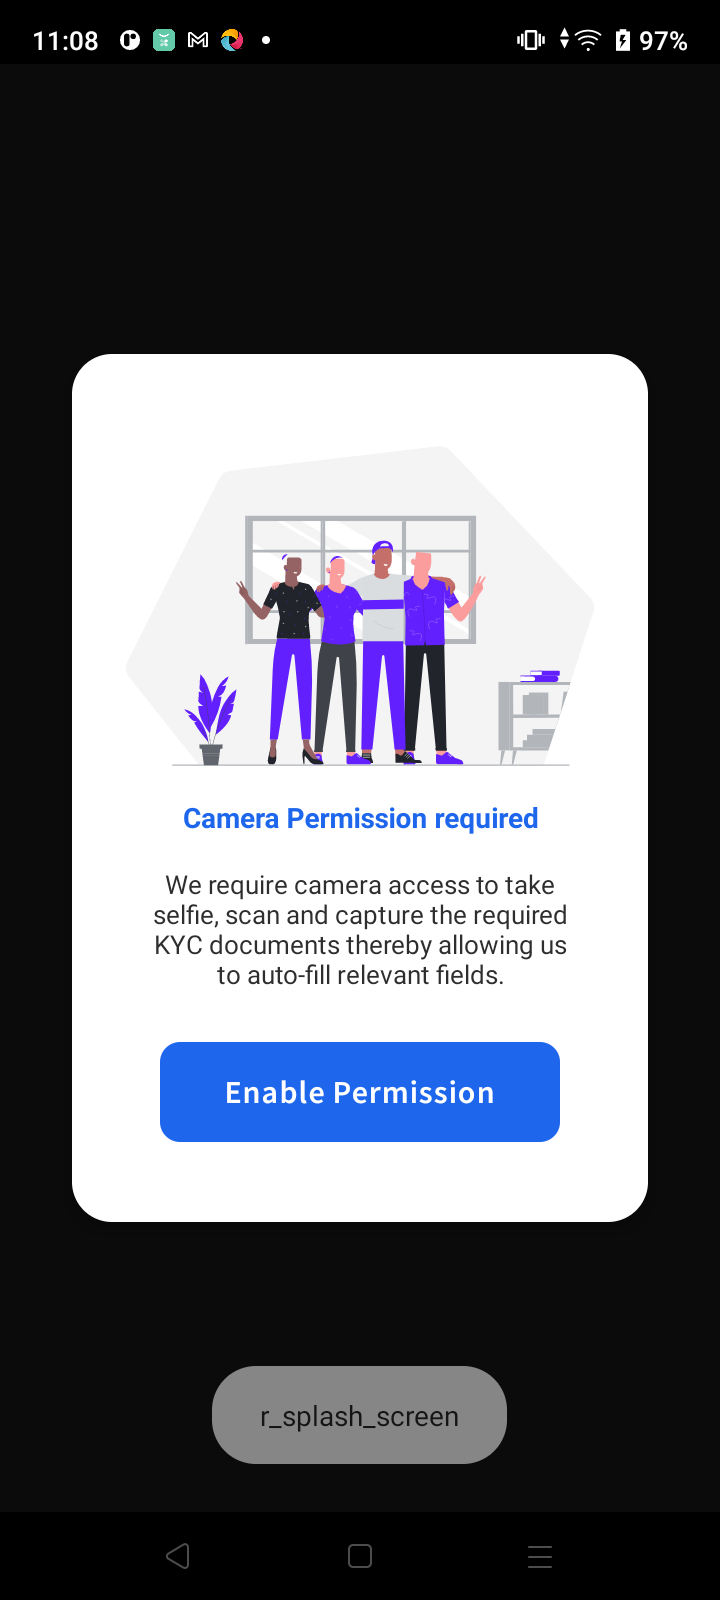 11:08
97%
Camera Permission required
We require camera access to take
selfie, scan and capture the required
KYC documents thereby allowing us
to auto-fill relevant fields.
Enable Permission
r_splash_screen